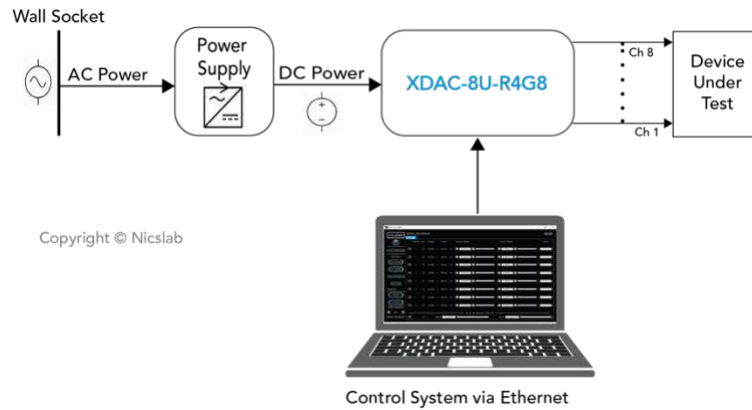 Wall Socket
AC Power
Power
Supply
DC Power
XDAC-8U-R4G8
Ch 8
Ch 1
Device
Under
Test
Copyright © Nicslab
Control System via Ethernet